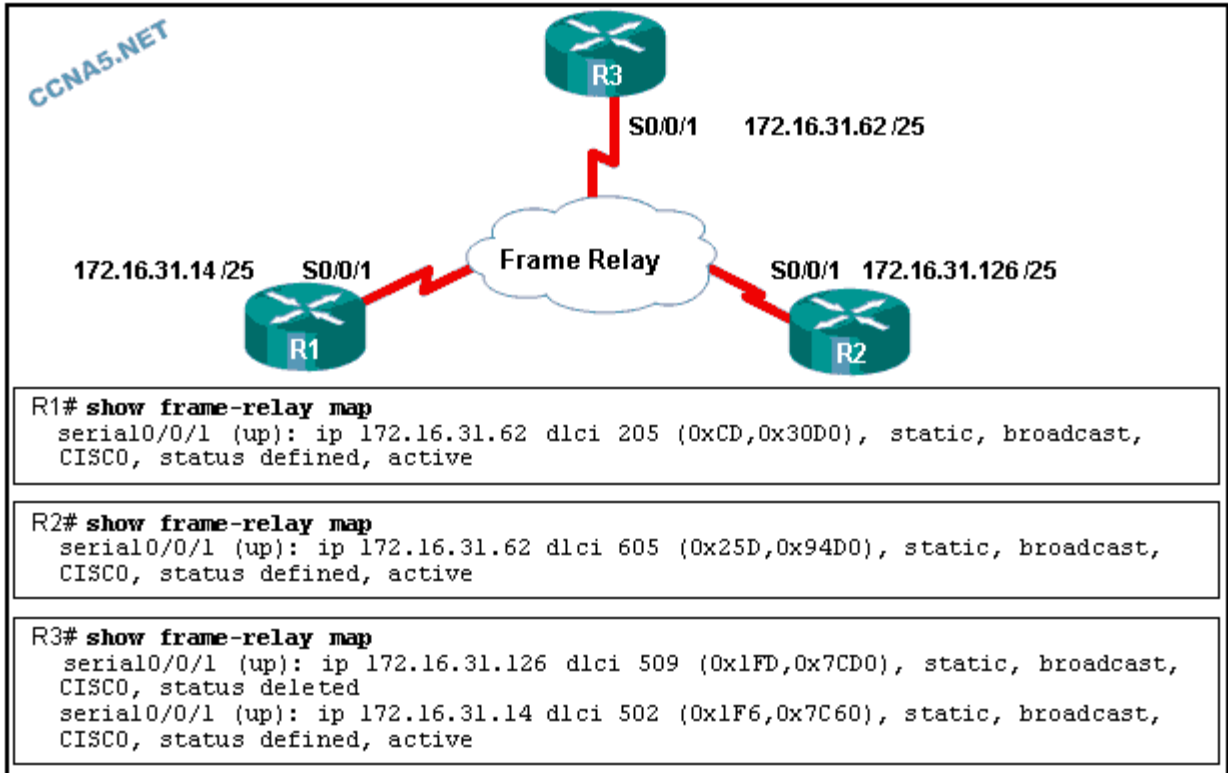 CCNA5.NET
R3
S0/0/1 172.16.31.62 /25
Frame Relay
172.16.31.14 /25 S0/0/1
S0/0/1 172.16.31.126 /25
R1
R2
R1# show frame-relay map
serial0/0/1 (up): ip 172.16.31.62 dlci 205 (0xCD,0x30D0), static, broadcast,
CISCO, status defined, active
R2# show frame-relay map
serial0/0/1 (up): ip 172.16.31.62 dlci 605 (0x25D,0x94D0), static, broadcast,
CISCO, status defined, active
R3# show frame-relay map
serial0/0/1 (up): ip 172.16.31.126 dlci 509 (0x1FD,0x7CD0), static, broadcast,
CISCO, status deleted
serial0/0/1 (up): ip 172.16.31.14 dlci 502 (0x1F6,0x7C60), static, broadcast,
CISCO, status defined, active